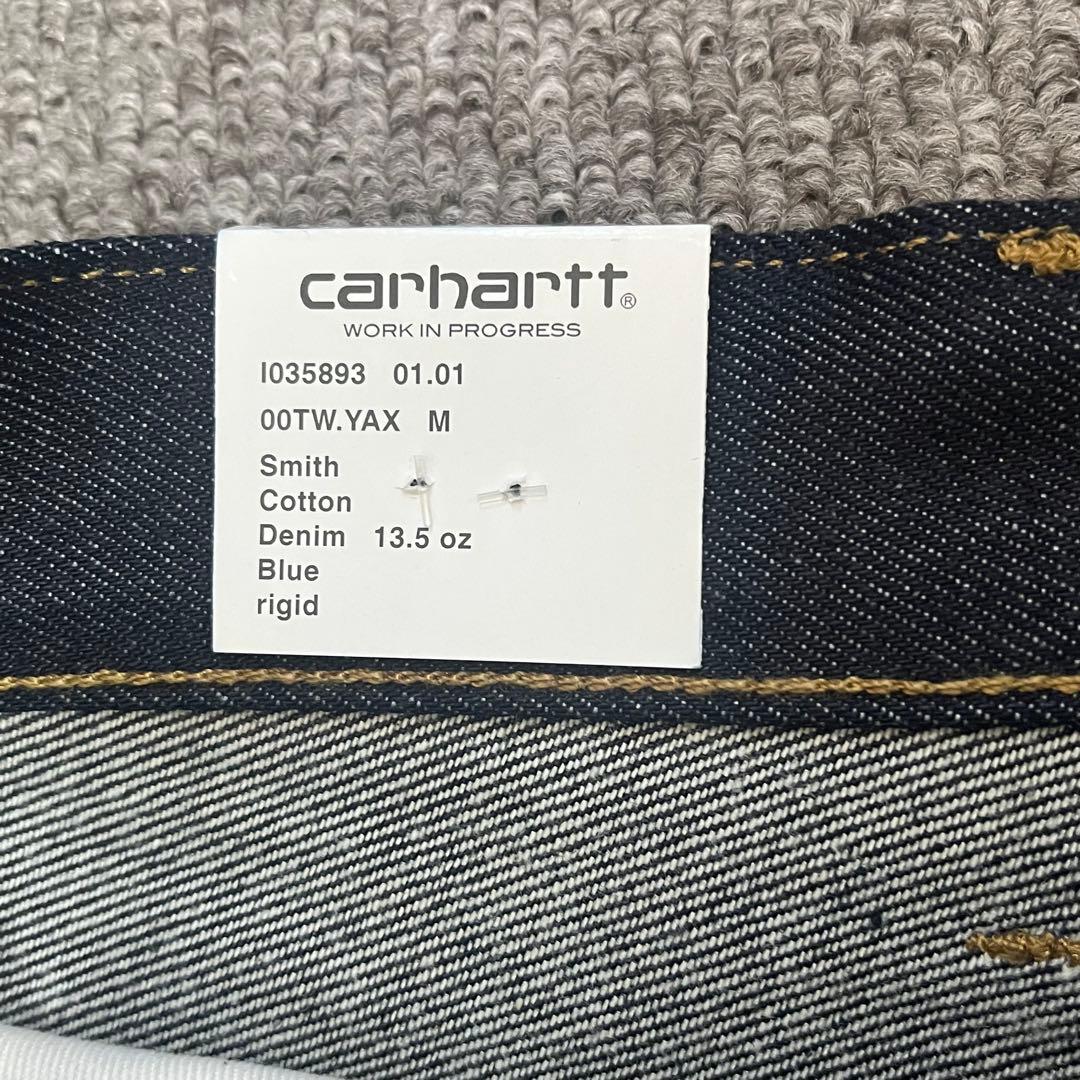 carhartt®
WORK IN PROGRESS
I035893 01.01
00TW.YAX M
Smith
Cotton
Denim 13.5 oz
Blue
rigid